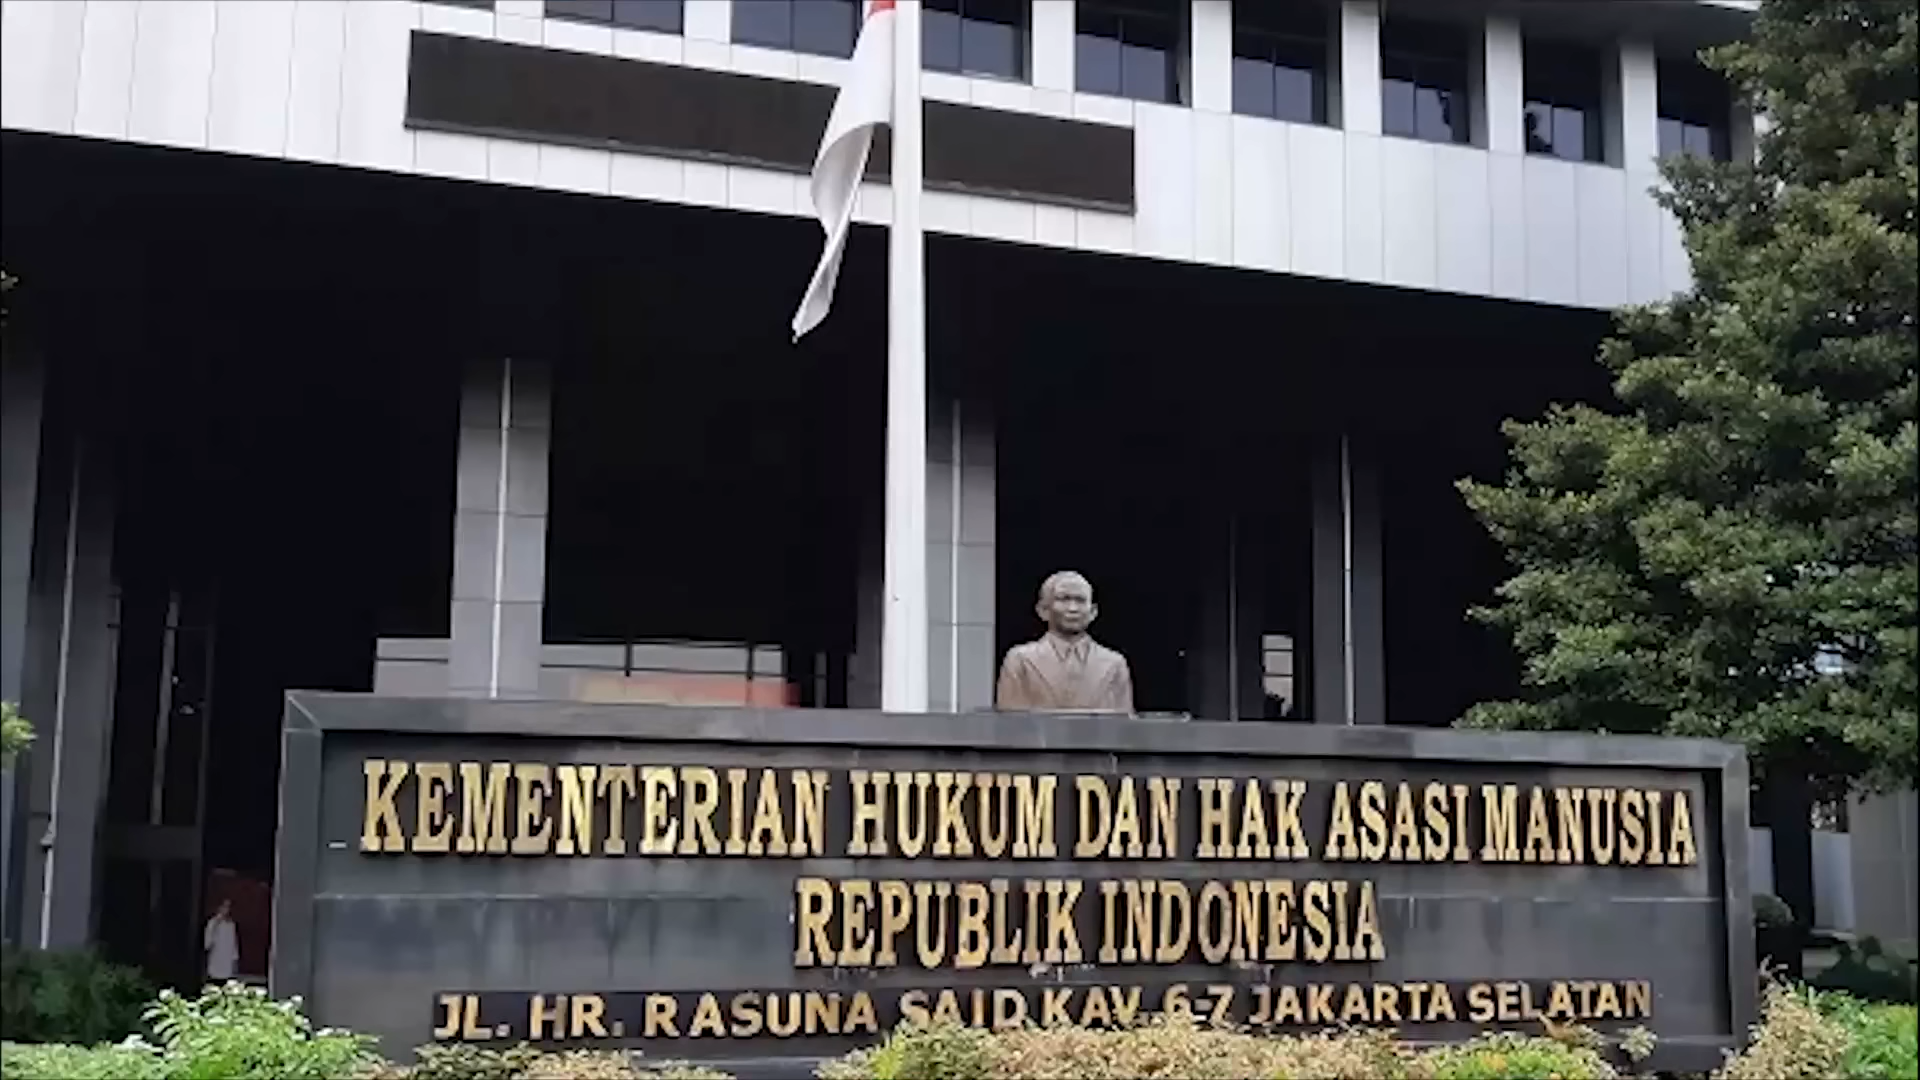 KEMENTERIAN HUKUM DAN HAK ASASI MANUSIA
REPUBLIK INDONESIA
JL. HR. RASUNA SAID KAV. 6-7 JAKARTA SELATAN